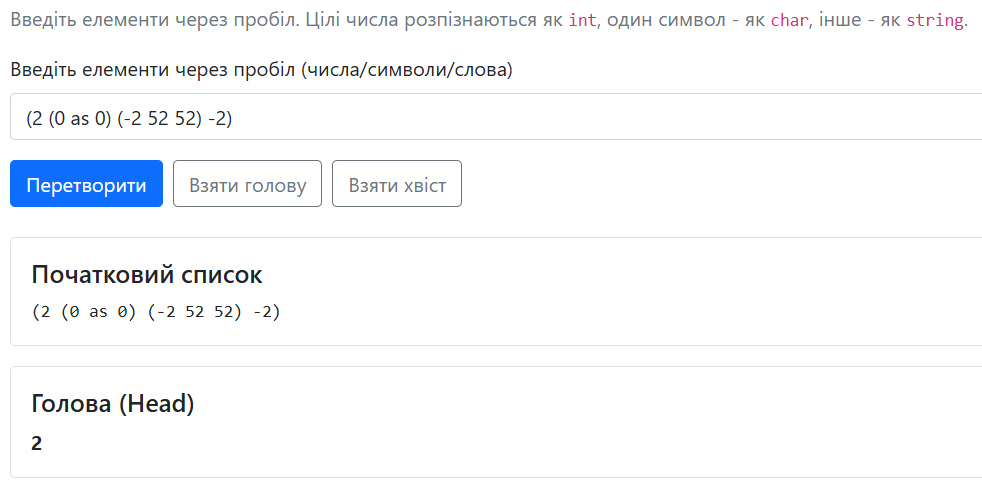 Введіть елементи через пробіл. Цілі числа розпізнаються як int, один символ - як char, інше - як string.
Введіть елементи через пробіл (числа/символи/слова)
(2 (0 as 0) (-2 52 52) -2)
Перетворити Взяти голову Взяти хвіст
Початковий список
(2 (0 as 0) (-2 52 52) -2)
Голова (Head)
2